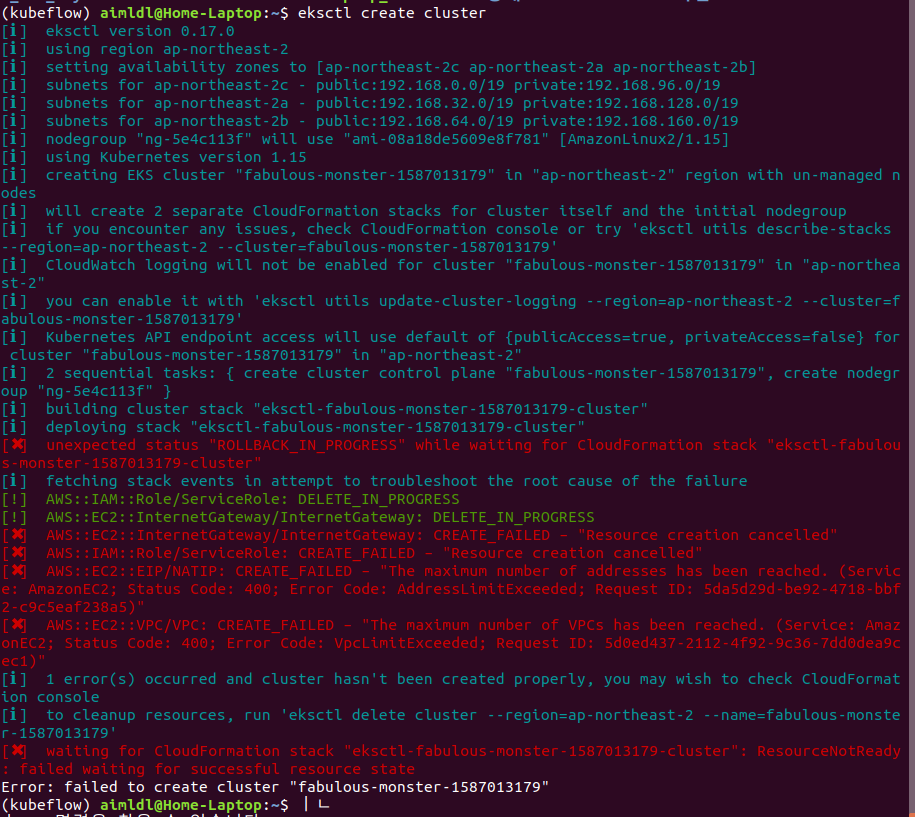 (kubeflow) aimldl@Home-Laptop:~$ eksctl create cluster
[ℹ]  eksctl version 0.17.0
[ℹ]  using region ap-northeast-2
[ℹ]  setting availability zones to [ap-northeast-2c ap-northeast-2a ap-northeast-2b]
[ℹ]  subnets for ap-northeast-2c - public:192.168.0.0/19 private:192.168.96.0/19
[ℹ]  subnets for ap-northeast-2a - public:192.168.32.0/19 private:192.168.128.0/19
[ℹ]  subnets for ap-northeast-2b - public:192.168.64.0/19 private:192.168.160.0/19
[ℹ]  nodegroup "ng-5e4c113f" will use "ami-08a18de5609e8f781" [AmazonLinux2/1.15]
[ℹ]  using Kubernetes version 1.15
[ℹ]  creating EKS cluster "fabulous-monster-1587013179" in "ap-northeast-2" region with un-managed n
odes
[ℹ]  will create 2 separate CloudFormation stacks for cluster itself and the initial nodegroup
[ℹ]  if you encounter any issues, check CloudFormation console or try 'eksctl utils describe-stacks
--region=ap-northeast-2 --cluster=fabulous-monster-1587013179'
[ℹ]  CloudWatch logging will not be enabled for cluster "fabulous-monster-1587013179" in "ap-northea
st-2"
[ℹ]  you can enable it with 'eksctl utils update-cluster-logging --region=ap-northeast-2 --cluster=f
abulous-monster-1587013179'
[ℹ]  Kubernetes API endpoint access will use default of {publicAccess=true, privateAccess=false} for
 cluster "fabulous-monster-1587013179" in "ap-northeast-2"
[ℹ]  2 sequential tasks: { create cluster control plane "fabulous-monster-1587013179", create nodegr
oup "ng-5e4c113f" }
[ℹ]  building cluster stack "eksctl-fabulous-monster-1587013179-cluster"
[ℹ]  deploying stack "eksctl-fabulous-monster-1587013179-cluster"
[✖]  unexpected status "ROLLBACK_IN_PROGRESS" while waiting for CloudFormation stack "eksctl-fabulou
s-monster-1587013179-cluster"
[ℹ]  fetching stack events in attempt to troubleshoot the root cause of the failure
[!]  AWS::IAM::Role/ServiceRole: DELETE_IN_PROGRESS
[!]  AWS::EC2::InternetGateway/InternetGateway: DELETE_IN_PROGRESS
[✖]  AWS::EC2::InternetGateway/InternetGateway: CREATE_FAILED – "Resource creation cancelled"
[✖]  AWS::IAM::Role/ServiceRole: CREATE_FAILED – "Resource creation cancelled"
[✖]  AWS::EC2::EIP/NATIP: CREATE_FAILED – "The maximum number of addresses has been reached. (Servic
e: AmazonEC2; Status Code: 400; Error Code: AddressLimitExceeded; Request ID: 5da5d29d-be92-4718-bbf
2-c9c5eaf238a5)"
[✖]  AWS::EC2::VPC/VPC: CREATE_FAILED – "The maximum number of VPCs has been reached. (Service: Amaz
onEC2; Status Code: 400; Error Code: VpcLimitExceeded; Request ID: 5d0ed437-2112-4f92-9c36-7dd0dea9c
ec1)"
[ℹ]  1 error(s) occurred and cluster hasn't been created properly, you may wish to check CloudFormat
ion console
[ℹ]  to cleanup resources, run 'eksctl delete cluster --region=ap-northeast-2 --name=fabulous-monste
r-1587013179'
[✖]  waiting for CloudFormation stack "eksctl-fabulous-monster-1587013179-cluster": ResourceNotReady
: failed waiting for successful resource state
Error: failed to create cluster "fabulous-monster-1587013179"
(kubeflow) aimldl@Home-Laptop:~$ ㅣㄴ